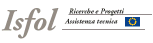 Isfol
Ricerche e Progetti
Assistenza tecnica